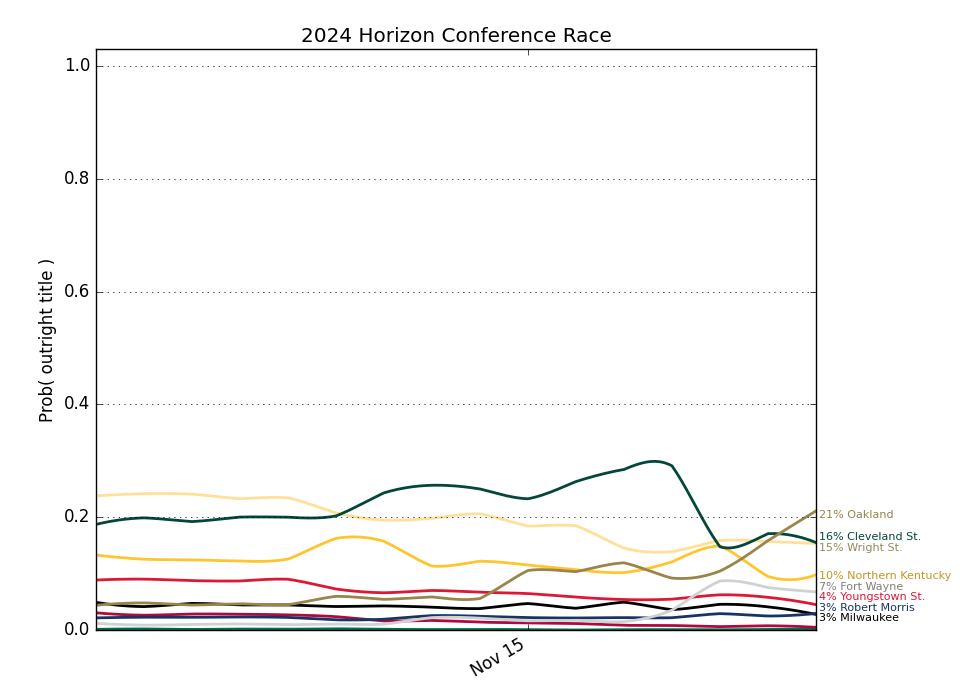 2024 Horizon Conference Race
Prob( outright title )
1.0
0.8
0.6
0.4
0.2
0.0
Nov 15
21% Oakland
16% Cleveland St.
15% Wright St.
10% Northern Kentucky
7% Fort Wayne
4% Youngstown St.
3% Robert Morris
3% Milwaukee